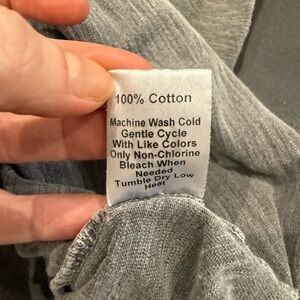 100% Cotton
Machine Wash Cold
Gentle Cycle
With Like Colors
Only Non-Chlorine
Bleach When
Needed
Tumble Dry Low
Heat